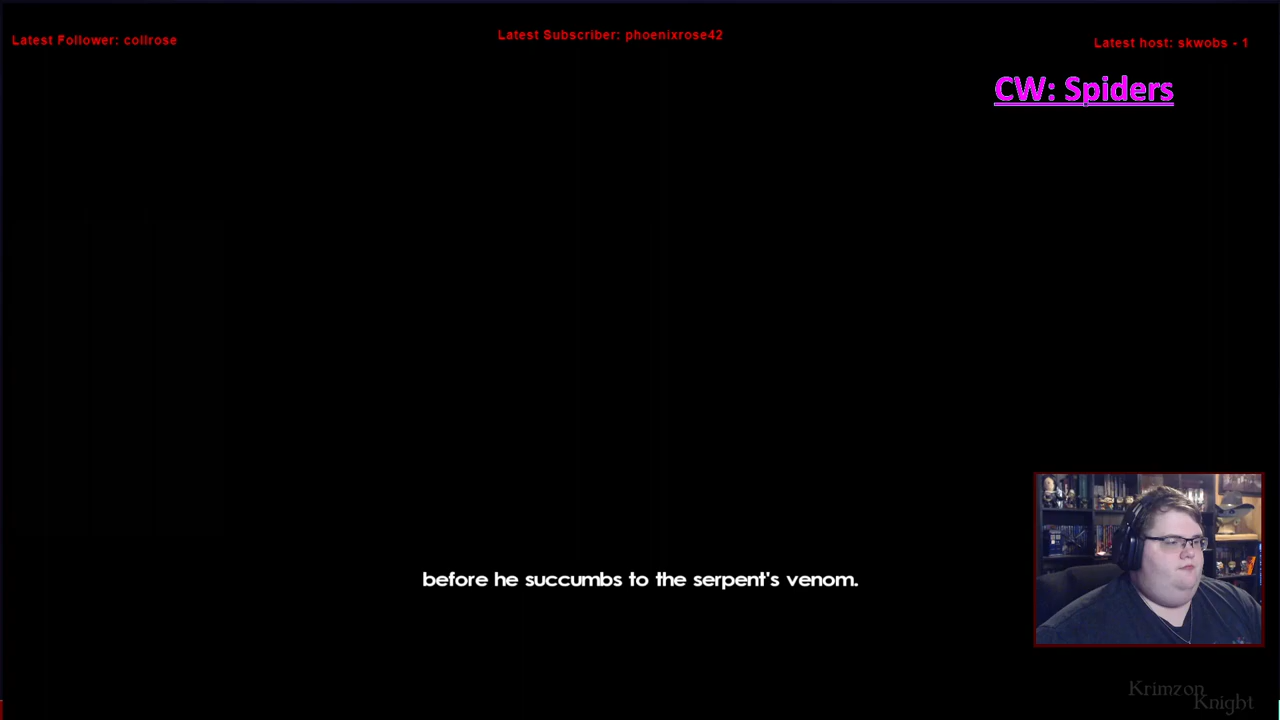 Latest Follower: collrose
Latest Subscriber: phoenixrose42
Latest host: skwobs - 1
CW: Spiders
before he succumbs to the serpent's venom.
Krimzon
Knight